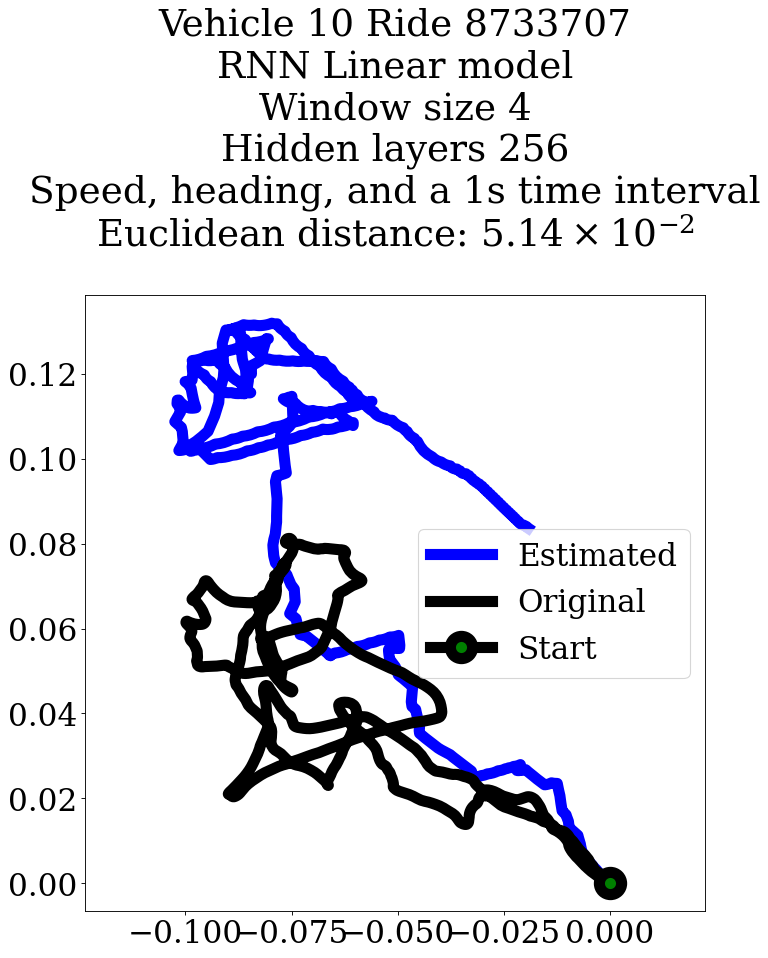 Vehicle 10 Ride 8733707
RNN Linear model
Window size 4
Hidden layers 256
Speed, heading, and a 1s time interval
Euclidean distance: 5.14 × 10⁻²
0.12
0.10
0.08
0.06
0.04
0.02
0.00
Estimated
Original
Start
−0.100 −0.075 −0.050 −0.025 0.000